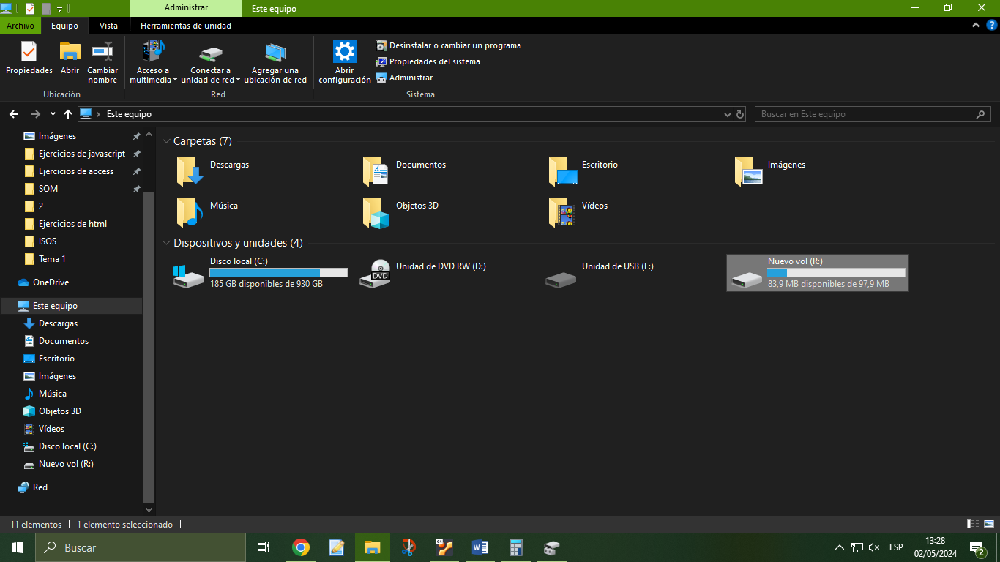 Administrar
Este equipo
Archivo
Equipo
Vista
Herramientas de unidad
Propiedades
Abrir
Cambiar
nombre
Ubicación
Acceso a
multimedia
Conectar a
unidad de red
Agregar una
ubicación de red
Red
Abrir
configuración
Desinstalar o cambiar un programa
Propiedades del sistema
Administrar
Sistema
Este equipo
Buscar en Este equipo
Imágenes
Ejercicios de javascript
Ejercicios de access
SOM
2
Ejercicios de html
ISOS
Tema 1
OneDrive
Este equipo
Descargas
Documentos
Escritorio
Imágenes
Música
Objetos 3D
Vídeos
Disco local (C:)
Nuevo vol (R:)
Red
Carpetas (7)
Descargas
Documentos
Escritorio
Imágenes
Música
Objetos 3D
Vídeos
Dispositivos y unidades (4)
Disco local (C:)
185 GB disponibles de 930 GB
DVD
Unidad de DVD RW (D:)
Unidad de USB (E:)
Nuevo vol (R:)
83,9 MB disponibles de 97,9 MB
11 elementos
1 elemento seleccionado
Buscar
64
W
ESP
13:28
02/05/2024
2